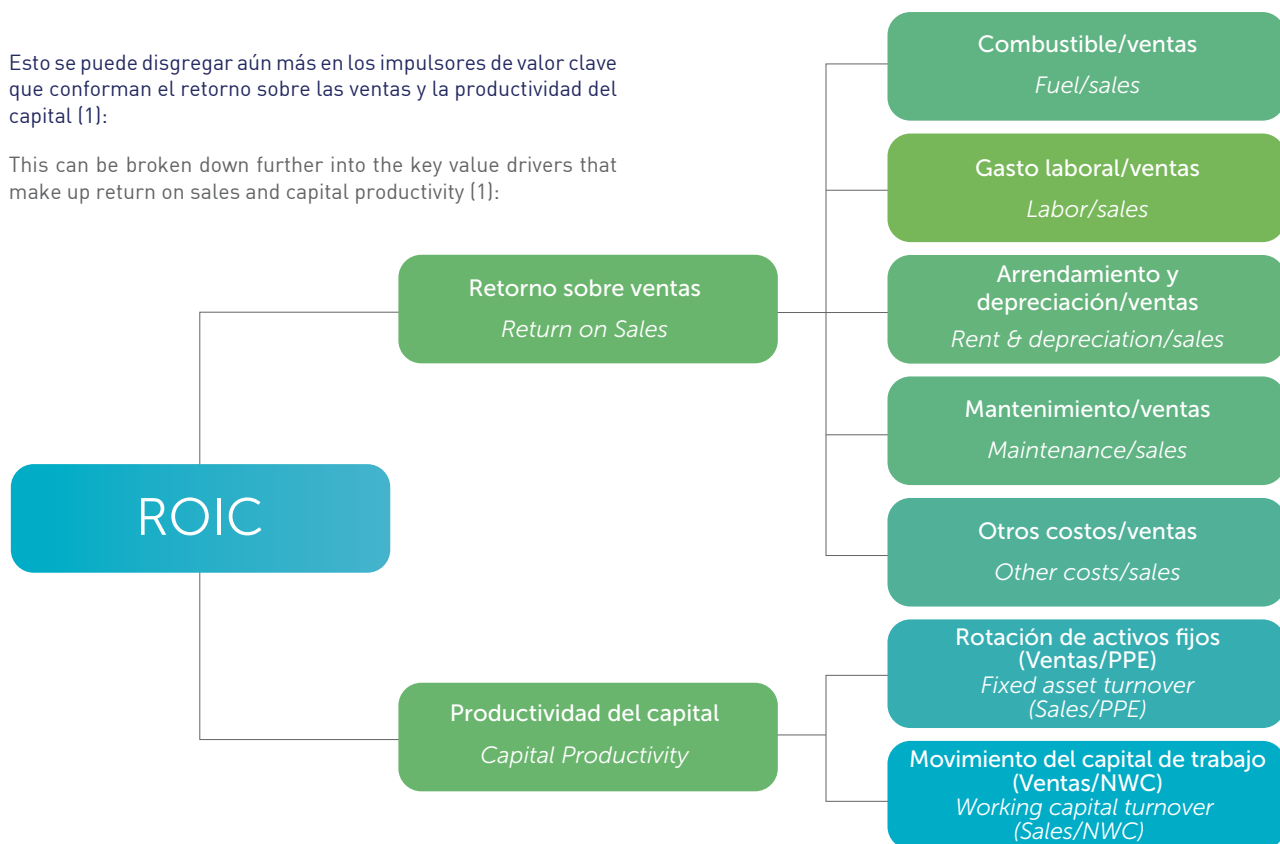 Esto se puede disgregar aún más en los impulsores de valor clave
que conforman el retorno sobre las ventas y la productividad del
capital (1):
This can be broken down further into the key value drivers that
make up return on sales and capital productivity (1):
ROIC
Retorno sobre ventas
Return on Sales
Combustible/ventas
Fuel/sales
Gasto laboral/ventas
Labor/sales
Arrendamiento y
depreciación/ventas
Rent & depreciation/sales
Mantenimiento/ventas
Maintenance/sales
Otros costos/ventas
Other costs/sales
Productividad del capital
Capital Productivity
Rotación de activos fijos
(Ventas/PPE)
Fixed asset turnover
(Sales/PPE)
Movimiento del capital de trabajo
(Ventas/NWC)
Working capital turnover
(Sales/NWC)